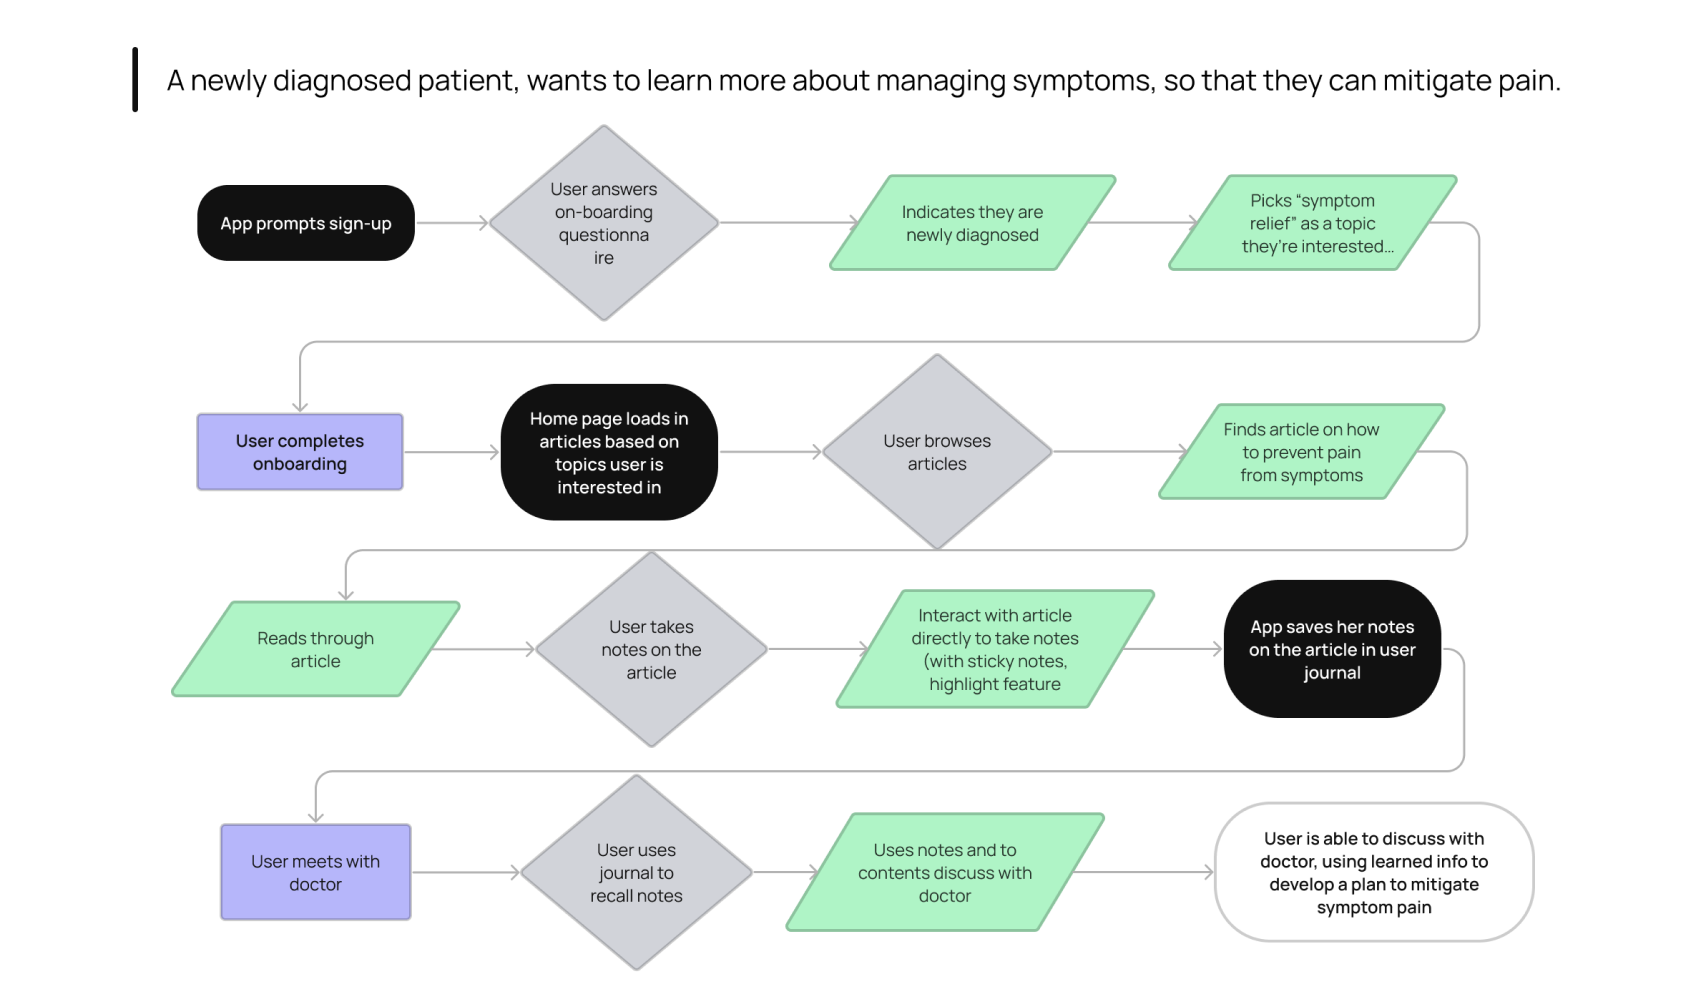 A newly diagnosed patient, wants to learn more about managing symptoms, so that they can mitigate pain.
App prompts sign-up
User answers
on-boarding
questionna
ire
Indicates they are
newly diagnosed
Picks “symptom
relief” as a topic
they’re interested...
User completes
onboarding
Home page loads in
articles based on
topics user is
interested in
User browses
articles
Finds article on how
to prevent pain
from symptoms
Reads through
article
User takes
notes on the
article
Interact with article
directly to take notes
(with sticky notes,
highlight feature
App saves her notes
on the article in user
journal
User meets with
doctor
User uses
journal to
recall notes
Uses notes and to
contents discuss with
doctor
User is able to discuss with
doctor, using learned info to
develop a plan to mitigate
symptom pain